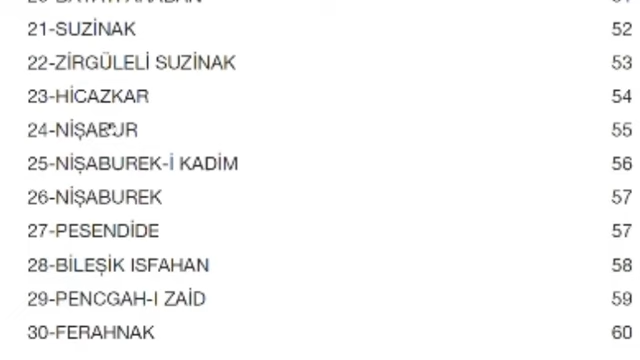 21-SUZİNAK 52
22-ZİRGÜLELİ SUZİNAK 53
23-HİCAZKAR 54
24-NİŞABUR 55
25-NİŞABUREK-İ KADİM 56
26-NİŞABUREK 57
27-PESENDİDE 57
28-BİLEŞİK ISFAHAN 58
29-PENCGAH-I ZAİD 59
30-FERAHNAK 60